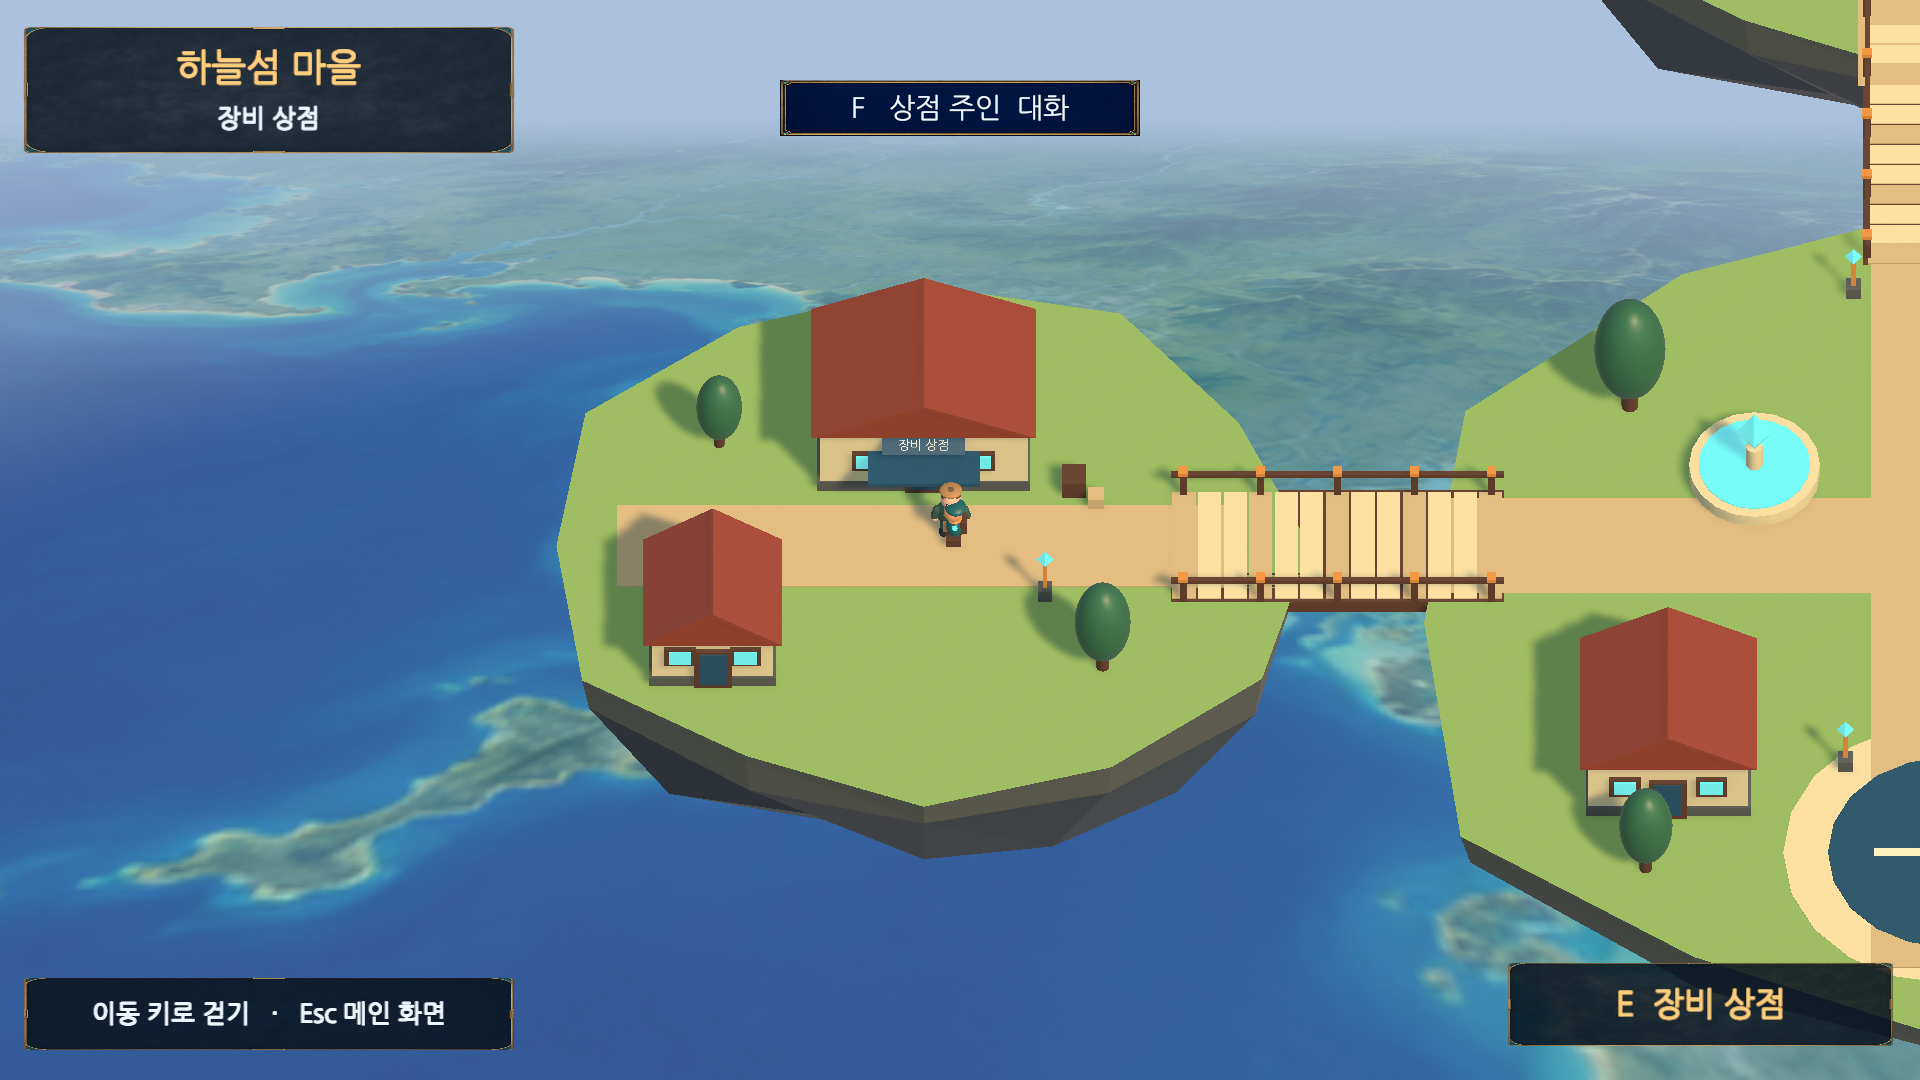 하늘섬 마을
장비 상점
F 상점 주인 대화
장비 상점
이동 키로 걷기 · Esc 메인 화면
E 장비 상점